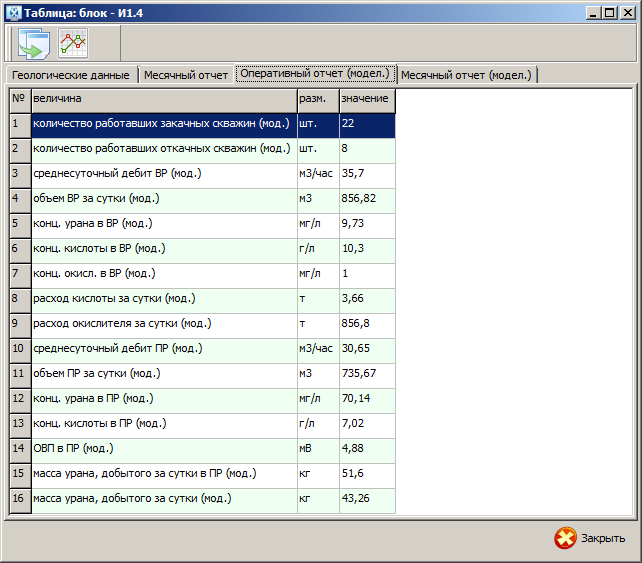 Таблица: блок - И1.4
Геологические данные Месячный отчет Оперативный отчет (модел.) Месячный отчет (модел.)
№ величина разм. значение
1 количество работавших закачных скважин (мод.) шт. 22
2 количество работавших откачных скважин (мод.) шт. 8
3 среднесуточный дебит ВР (мод.) м3/час 35,7
4 объем ВР за сутки (мод.) м3 856,82
5 конц. урана в ВР (мод.) мг/л 9,73
6 конц. кислоты в ВР (мод.) г/л 10,3
7 конц. окисл. в ВР (мод.) мг/л 1
8 расход кислоты за сутки (мод.) т 3,66
9 расход окислителя за сутки (мод.) т 856,8
10 среднесуточный дебит ПР (мод.) м3/час 30,65
11 объем ПР за сутки (мод.) м3 735,67
12 конц. урана в ПР (мод.) мг/л 70,14
13 конц. кислоты в ПР (мод.) г/л 7,02
14 ОВП в ПР (мод.) мВ 4,88
15 масса урана, добытого за сутки в ПР (мод.) кг 51,6
16 масса урана, добытого за сутки (мод.) кг 43,26
Закрыть